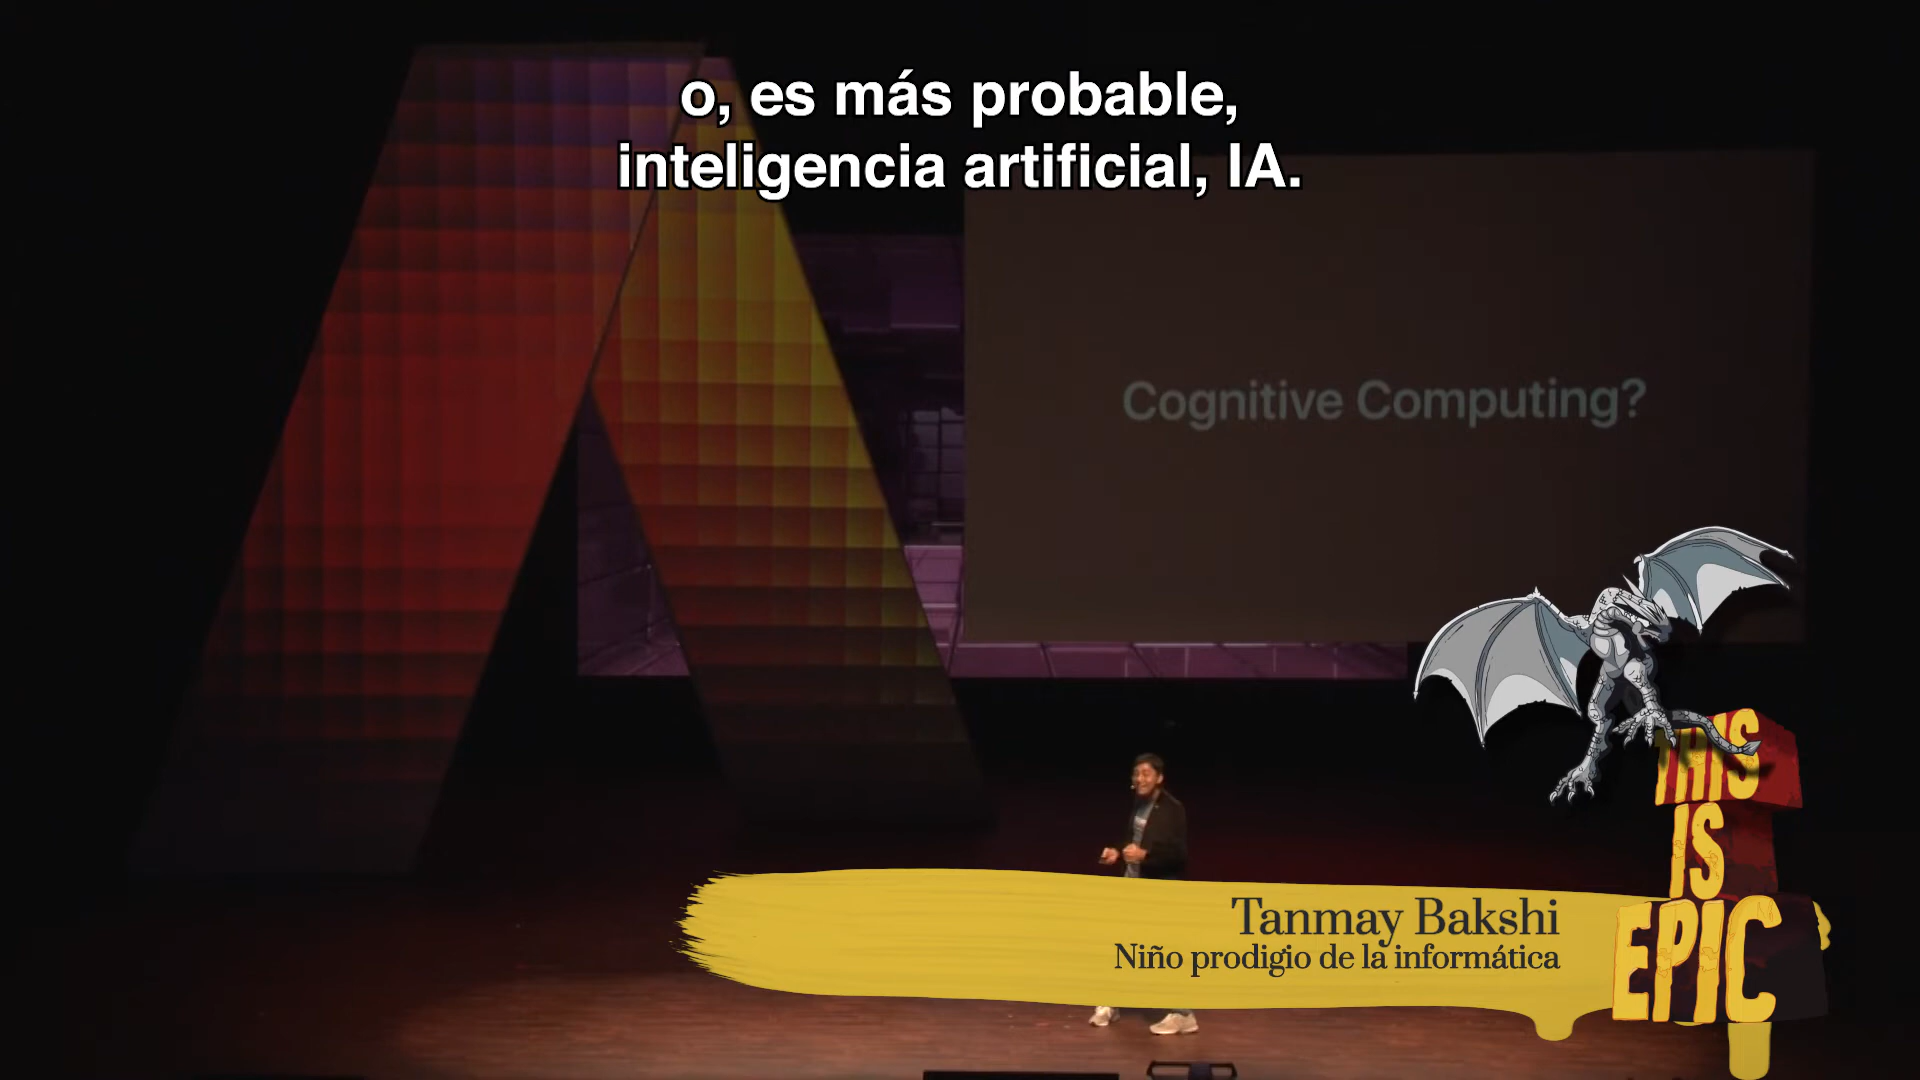 o, es más probable,
inteligencia artificial, IA.
Cognitive Computing?
THIS
IS
EPIC
Tanmay Bakshi
Niño prodigio de la informática